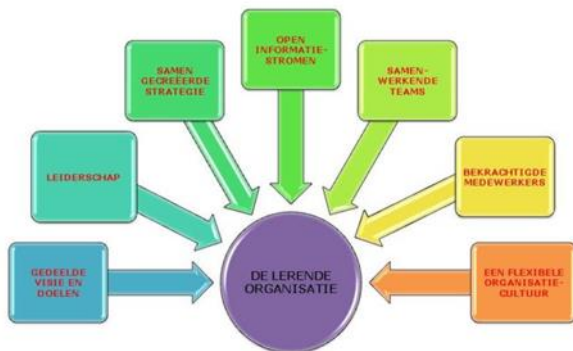 OPEN
INFORMATIE-
STROMEN
SAMEN
GECREËERDE
STRATEGIE
SAMEN-
WERKENDE
TEAMS
LEIDERSCHAP
BEKRACHTIGDE
MEDEWERKERS
GEDEELDE
VISIE EN
DOELEN
DE LERENDE
ORGANISATIE
EEN FLEXIBELE
ORGANISATIE-
CULTUUR